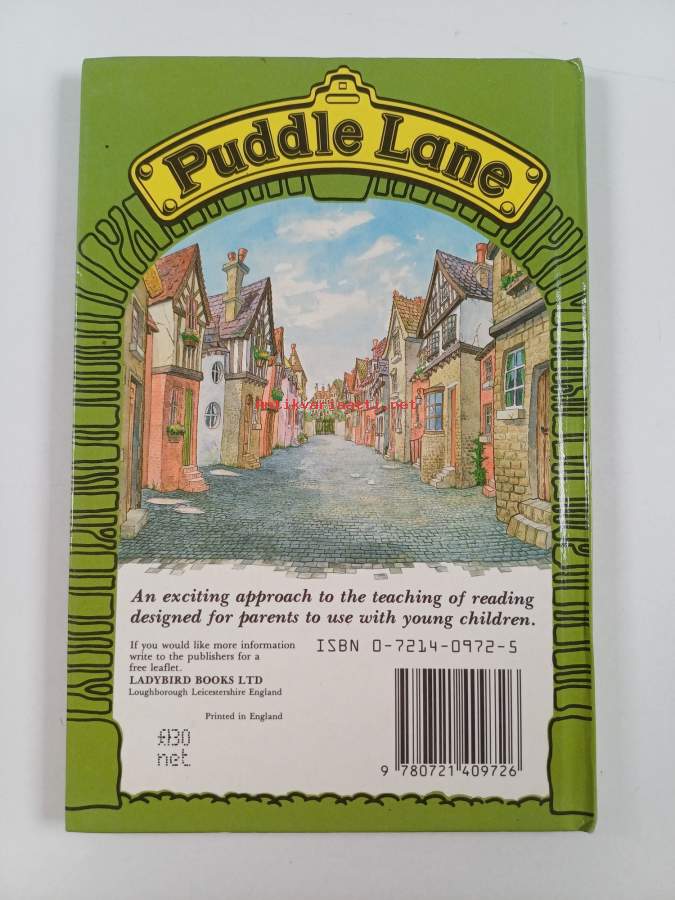 Puddle Lane
Antikvariaatti.net
An exciting approach to the teaching of reading
designed for parents to use with young children.
If you would like more information
write to the publishers for a
free leaflet.
LADYBIRD BOOKS LTD
Loughborough Leicestershire England
Printed in England
£1.30
net
ISBN 0-7214-0972-5
9 780721 409726